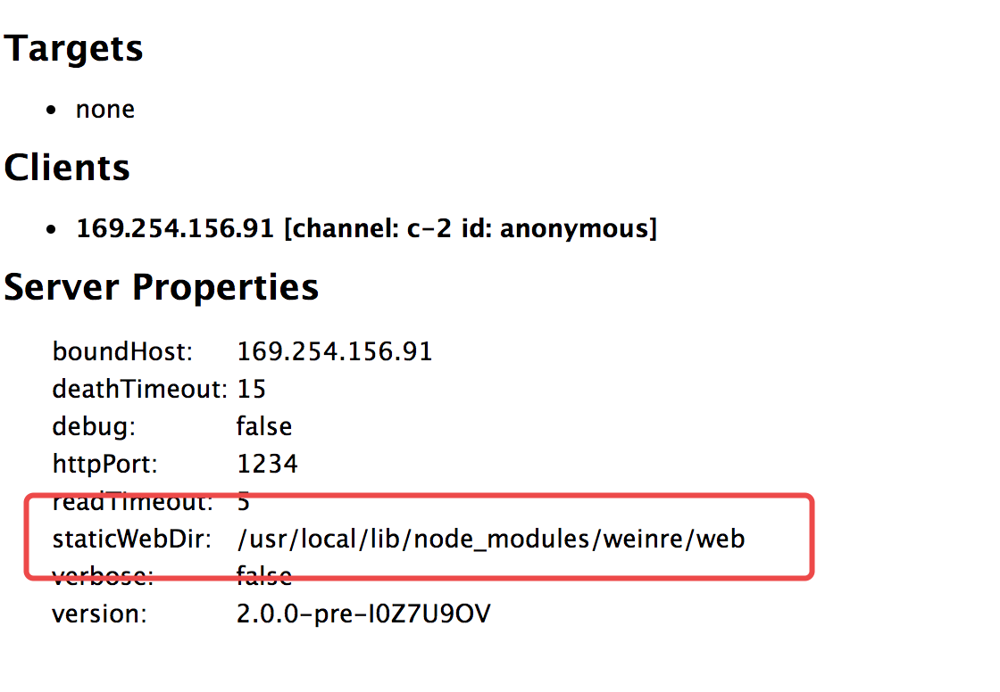 Targets
none
Clients
169.254.156.91 [channel: c-2 id: anonymous]
Server Properties
boundHost: 169.254.156.91
deathTimeout: 15
debug: false
httpPort: 1234
readTimeout: 5
staticWebDir: /usr/local/lib/node_modules/weinre/web
verbose: false
version: 2.0.0-pre-I0Z7U9OV